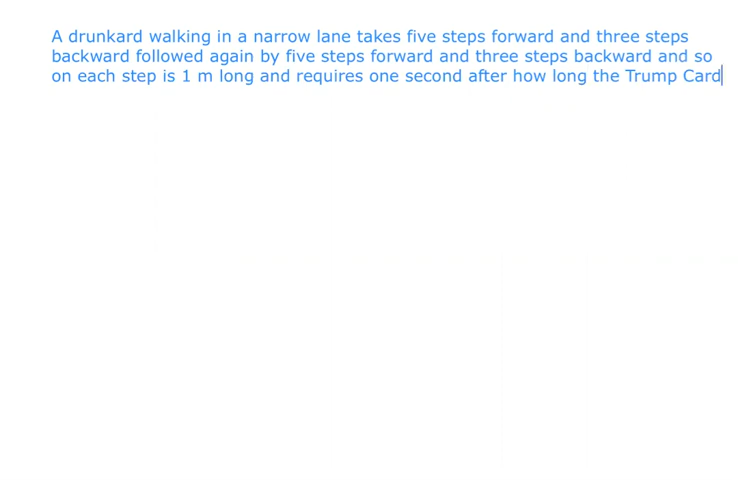 A drunkard walking in a narrow lane takes five steps forward and three steps
backward followed again by five steps forward and three steps backward and so
on each step is 1 m long and requires one second after how long the Trump Card